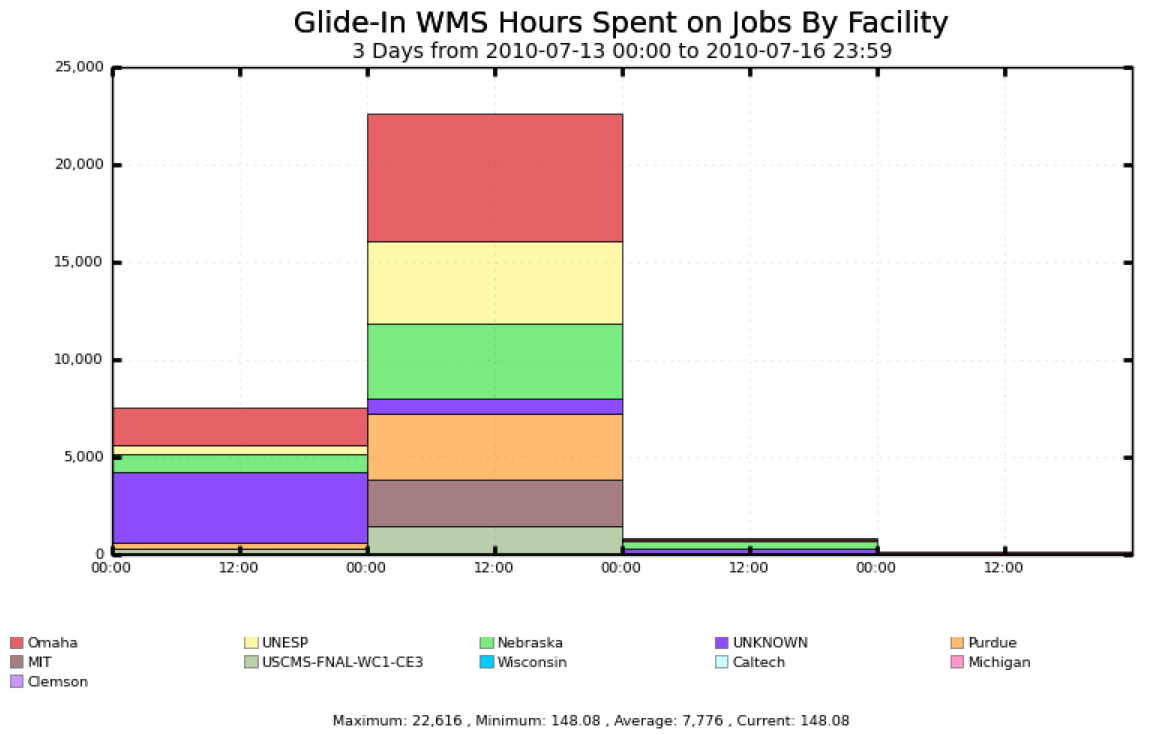 Glide-In WMS Hours Spent on Jobs By Facility
3 Days from 2010-07-13 00:00 to 2010-07-16 23:59
25,000
20,000
15,000
10,000
5,000
0
00:00 12:00 00:00 12:00 00:00 12:00 00:00 12:00
Omaha UNESP Nebraska UNKNOWN Purdue
MIT USCMS-FNAL-WC1-CE3 Wisconsin Caltech Michigan
Clemson
Maximum: 22,616 , Minimum: 148.08 , Average: 7,776 , Current: 148.08